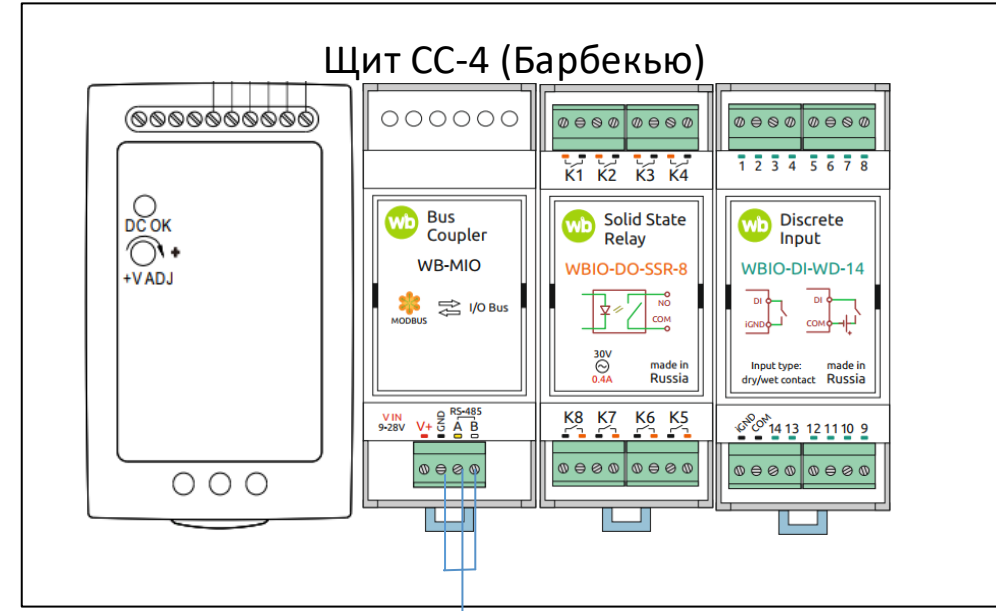 Щит СС-4 (Барбекью)
DC OK
+
+V ADJ
wb
Bus
Coupler
WB-MIO
MODBUS
I/O Bus
V IN
9-28V
V+
GND
RS-485
A
B
K1 K2 K3 K4
wb
Solid State
Relay
WBIO-DO-SSR-8
NO
COM
30V
0.4A
made in
Russia
K8 K7 K6 K5
1 2 3 4 5 6 7 8
wb
Discrete
Input
WBIO-DI-WD-14
DI
iGND
DI
COM
+
Input type:
dry/wet contact
made in
Russia
iGND COM 14 13 12 11 10 9